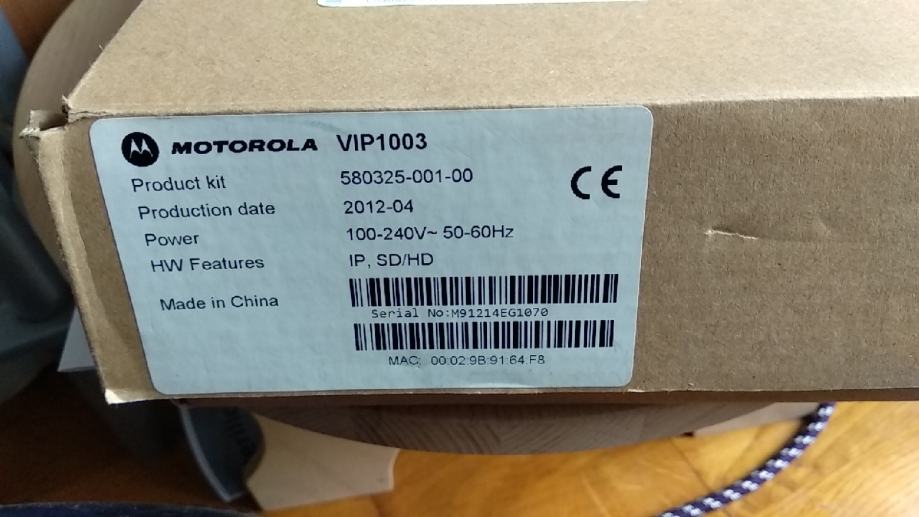 MOTOROLA VIP1003
Product kit 580325-001-00
Production date 2012-04
Power 100-240V~ 50-60Hz
HW Features IP, SD/HD
Made in China
Serial No:M91214EG1070
MAC: 00:02:9B:91:64:F8
CE